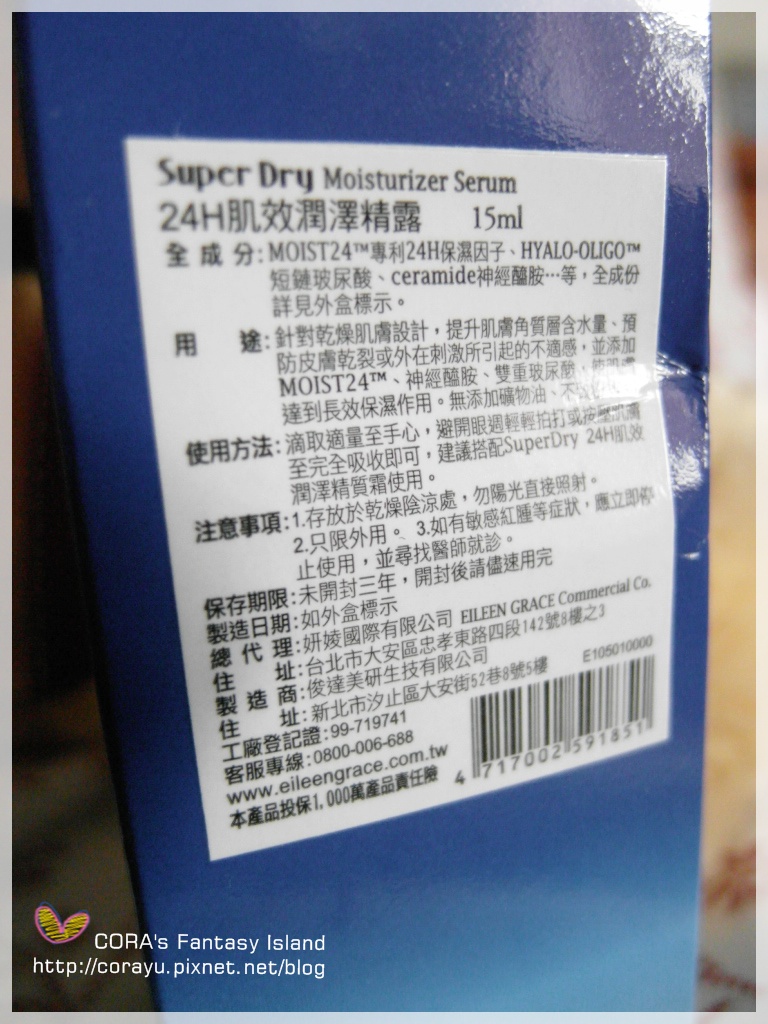 Super Dry Moisturizer Serum
24H肌效潤澤精露 15ml
全成分:MOIST24™專利24H保濕因子、HYALO-OLIGO™
短鏈玻尿酸、ceramide神經醯胺…等，全成份
詳見外盒標示。
用途:針對乾燥肌膚設計，提升肌膚角質層含水量、預
防皮膚乾裂或外在刺激所引起的不適感，並添加
MOIST24™、神經醯胺、雙重玻尿酸，
達到長效保濕作用。無添加礦物油、不
使用方法:滴取適量至手心，避開眼週輕輕拍打或按壓肌膚
至完全吸收即可，建議搭配SuperDry 24H肌效
潤澤精質霜使用。
注意事項:1.存放於乾燥陰涼處，勿陽光直接照射。
2.只限外用。 3.如有敏感紅腫等症狀，應立即停
止使用，並尋找醫師就診。
保存期限:未開封三年，開封後請儘速用完
製造日期:如外盒標示
總代理:妍婈國際有限公司 EILEEN GRACE Commercial Co.
住址:台北市大安區忠孝東路四段142號8樓之3
製造商:俊達美研生技有限公司
住址:新北市汐止區大安街52巷8號5樓
E105010000
工廠登記證:99-719741
客服專線:0800-006-688
www.eileengrace.com.tw
本產品投保1,000萬產品責任險
4 717002 591851
CORA's Fantasy Island
http://corayu.pixnet.net/blog